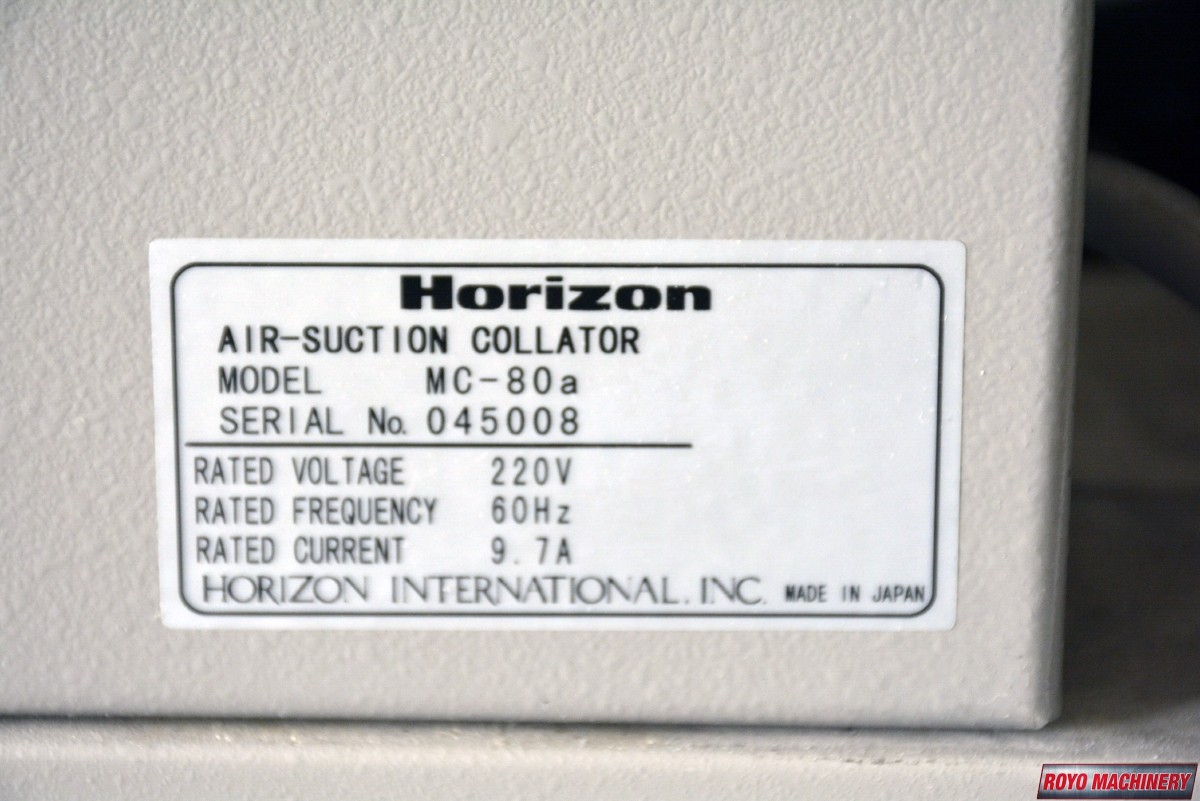 Horizon
AIR-SUCTION COLLATOR
MODEL MC-80a
SERIAL No. 045008
RATED VOLTAGE 220V
RATED FREQUENCY 60Hz
RATED CURRENT 9.7A
HORIZON INTERNATIONAL. INC. MADE IN JAPAN
ROYO MACHINERY